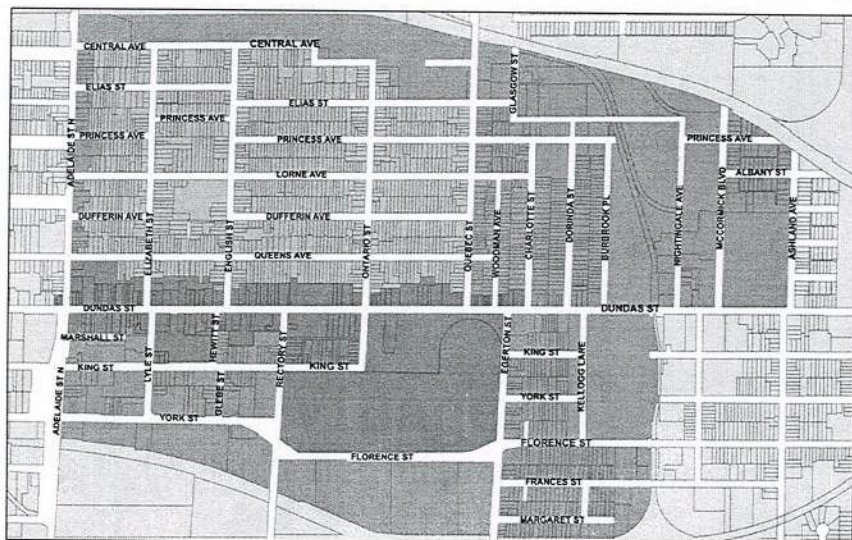 CENTRAL AVE
CENTRAL AVE
GLASGOW ST
ELIAS ST
ELIAS ST
PRINCESS AVE
ADELAIDE ST N
PRINCESS AVE
PRINCESS AVE
PRINCESS AVE
LORNE AVE
ALBANY ST
DUFFERIN AVE
DUFFERIN AVE
ELIZABETH ST
ENGLISH ST
ONTARIO ST
QUEBEC ST
WOODMAN AVE
CHARLOTTE ST
DORINDA ST
BURBROOK PL
NIGHTINGALE AVE
MCCORMICK BLVD
ASHLAND AVE
QUEENS AVE
DUNDAS ST
DUNDAS ST
MARSHALL ST
HEWITT ST
RECTORY ST
EGERTON ST
KING ST
KING ST
KING ST
LYLE ST
GLEBE ST
KELLOGG LANE
ADELAIDE ST N
YORK ST
YORK ST
FLORENCE ST
FLORENCE ST
FRANCES ST
MARGARET ST